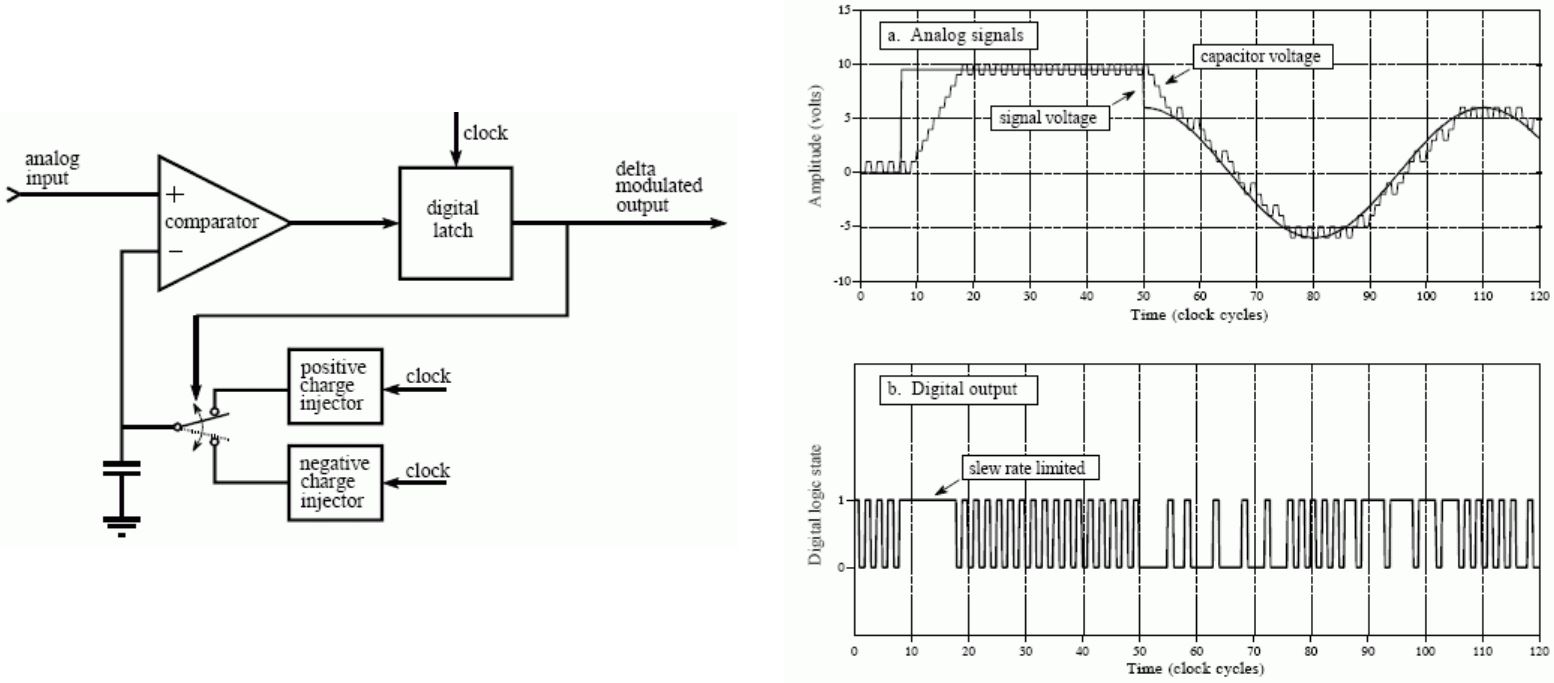 analog
input
+
comparator
−
clock
digital
latch
delta
modulated
output
positive
charge
injector
clock
negative
charge
injector
clock
a. Analog signals
capacitor voltage
signal voltage
Amplitude (volts)
15
10
5
0
-5
-10
0 10 20 30 40 50 60 70 80 90 100 110 120
Time (clock cycles)
b. Digital output
slew rate limited
Digital logic state
1
0
0 10 20 30 40 50 60 70 80 90 100 110 120
Time (clock cycles)